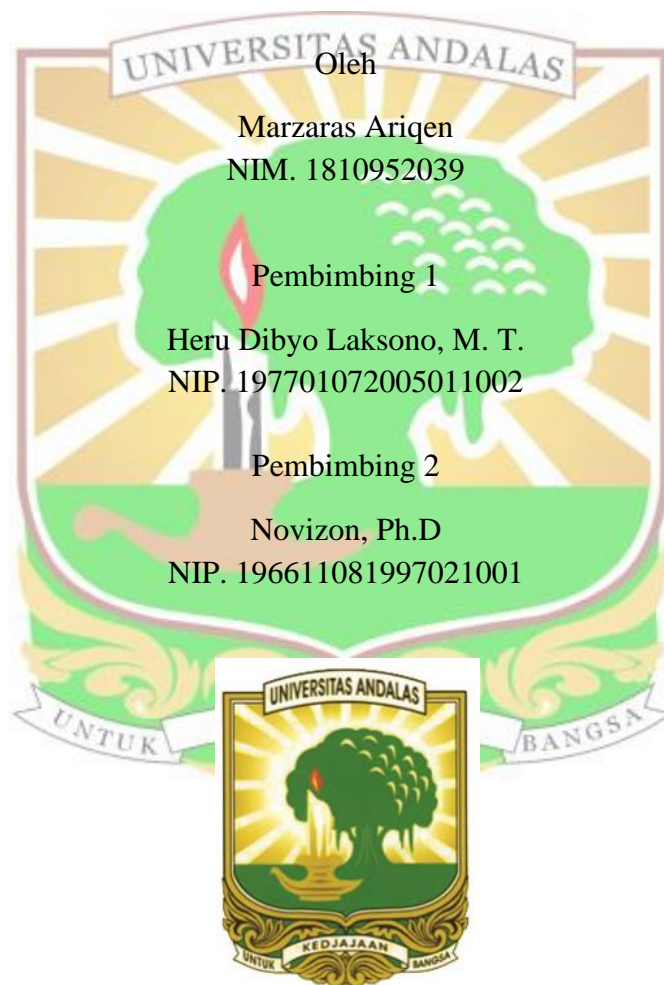 UNIVERSITAS ANDALAS
Oleh
Marzaras Ariqen
NIM. 1810952039
Pembimbing 1
Heru Dibyo Laksono, M. T.
NIP. 197701072005011002
Pembimbing 2
Novizon, Ph.D
NIP. 196611081997021001
UNTUK
BANGSA
UNIVERSITAS ANDALAS
UNTUK KEDJAJAAN BANGSA